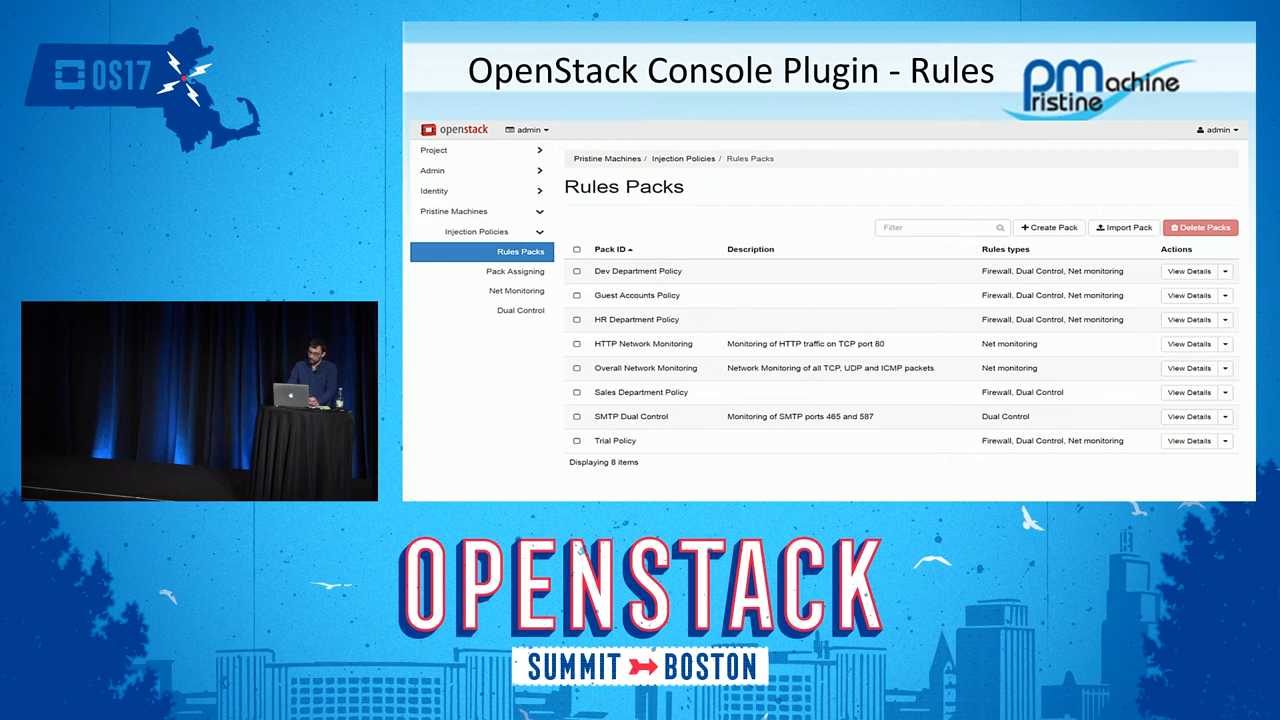 OS17
OpenStack Console Plugin - Rules
Pristine Machine
openstack admin admin
Project
Admin
Identity
Pristine Machines
Injection Policies
Rules Packs
Pack Assigning
Net Monitoring
Dual Control
Pristine Machines / Injection Policies / Rules Packs
Rules Packs
Filter + Create Pack Import Pack Delete Packs
Pack ID Description Rules types Actions
Dev Department Policy Firewall, Dual Control, Net monitoring View Details
Guest Accounts Policy Firewall, Dual Control, Net monitoring View Details
HR Department Policy Firewall, Dual Control, Net monitoring View Details
HTTP Network Monitoring Monitoring of HTTP traffic on TCP port 80 Net monitoring View Details
Overall Network Monitoring Network Monitoring of all TCP, UDP and ICMP packets Net monitoring View Details
Sales Department Policy Firewall, Dual Control View Details
SMTP Dual Control Monitoring of SMTP ports 465 and 587 Dual Control View Details
Trial Policy Firewall, Dual Control, Net monitoring View Details
Displaying 8 items
OPENSTACK
SUMMIT BOSTON